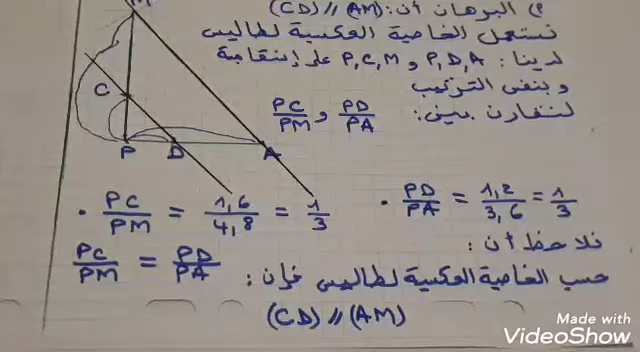 م) البرهان أن: (CD) // (AM)
نستعمل الخاصية العكسية لطاليس
لدينا: P, D, A و P, C, M على إستقامة
و بنفس الترتيب
لنقارن بين: PD/PA و PC/PM
M
C
P D A
• PC/PM = 1,6/4,8 = 1/3
• PD/PA = 1,2/3,6 = 1/3
نلاحظ أن:
PC/PM = PD/PA
حسب الخاصية العكسية لطاليس فإن:
(CD) // (AM)
Made with
VideoShow